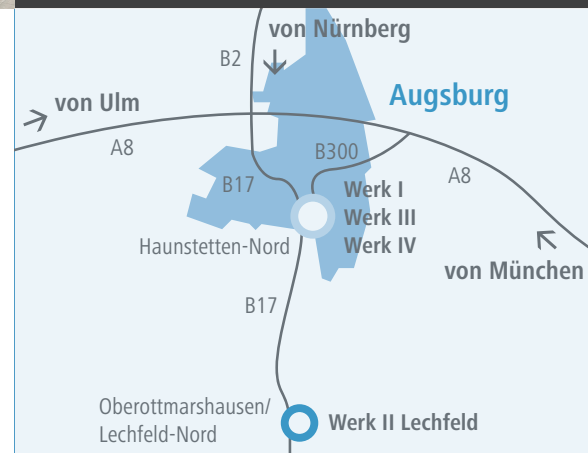 von Nürnberg
B2
von Ulm
Augsburg
A8
B300
A8
B17
Werk I
Werk III
Werk IV
Haunstetten-Nord
von München
B17
Oberottmarshausen/
Lechfeld-Nord
Werk II Lechfeld